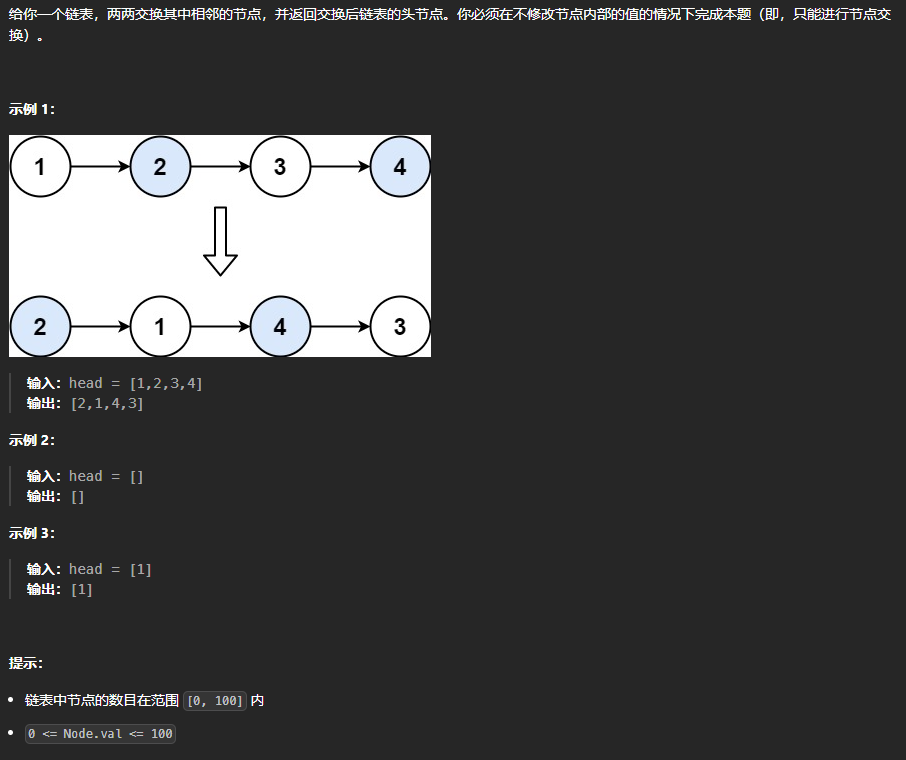 给你一个链表，两两交换其中相邻的节点，并返回交换后链表的头节点。你必须在不修改节点内部的值的情况下完成本题（即，只能进行节点交
换）。
示例 1：
1 2 3 4
2 1 4 3
输入：head = [1,2,3,4]
输出：[2,1,4,3]
示例 2：
输入：head = []
输出：[]
示例 3：
输入：head = [1]
输出：[1]
提示：
链表中节点的数目在范围 [0, 100] 内
0 <= Node.val <= 100